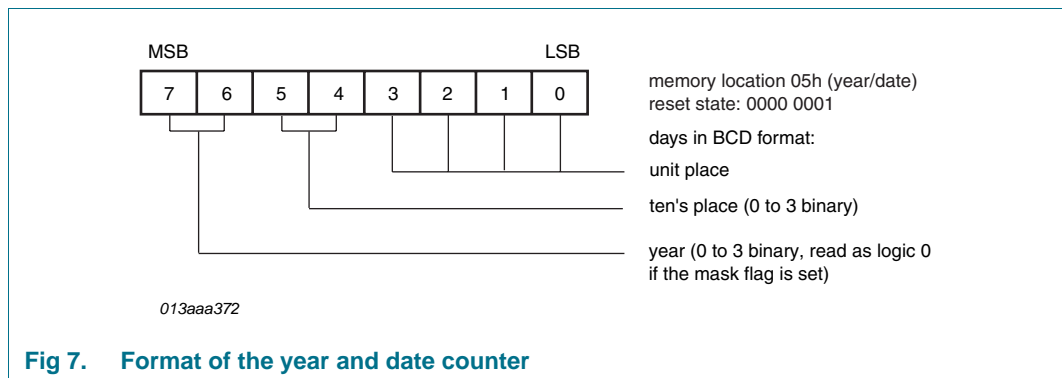 MSB LSB
7 6 5 4 3 2 1 0
memory location 05h (year/date)
reset state: 0000 0001
days in BCD format:
unit place
ten's place (0 to 3 binary)
year (0 to 3 binary, read as logic 0
if the mask flag is set)
013aaa372
Fig 7. Format of the year and date counter